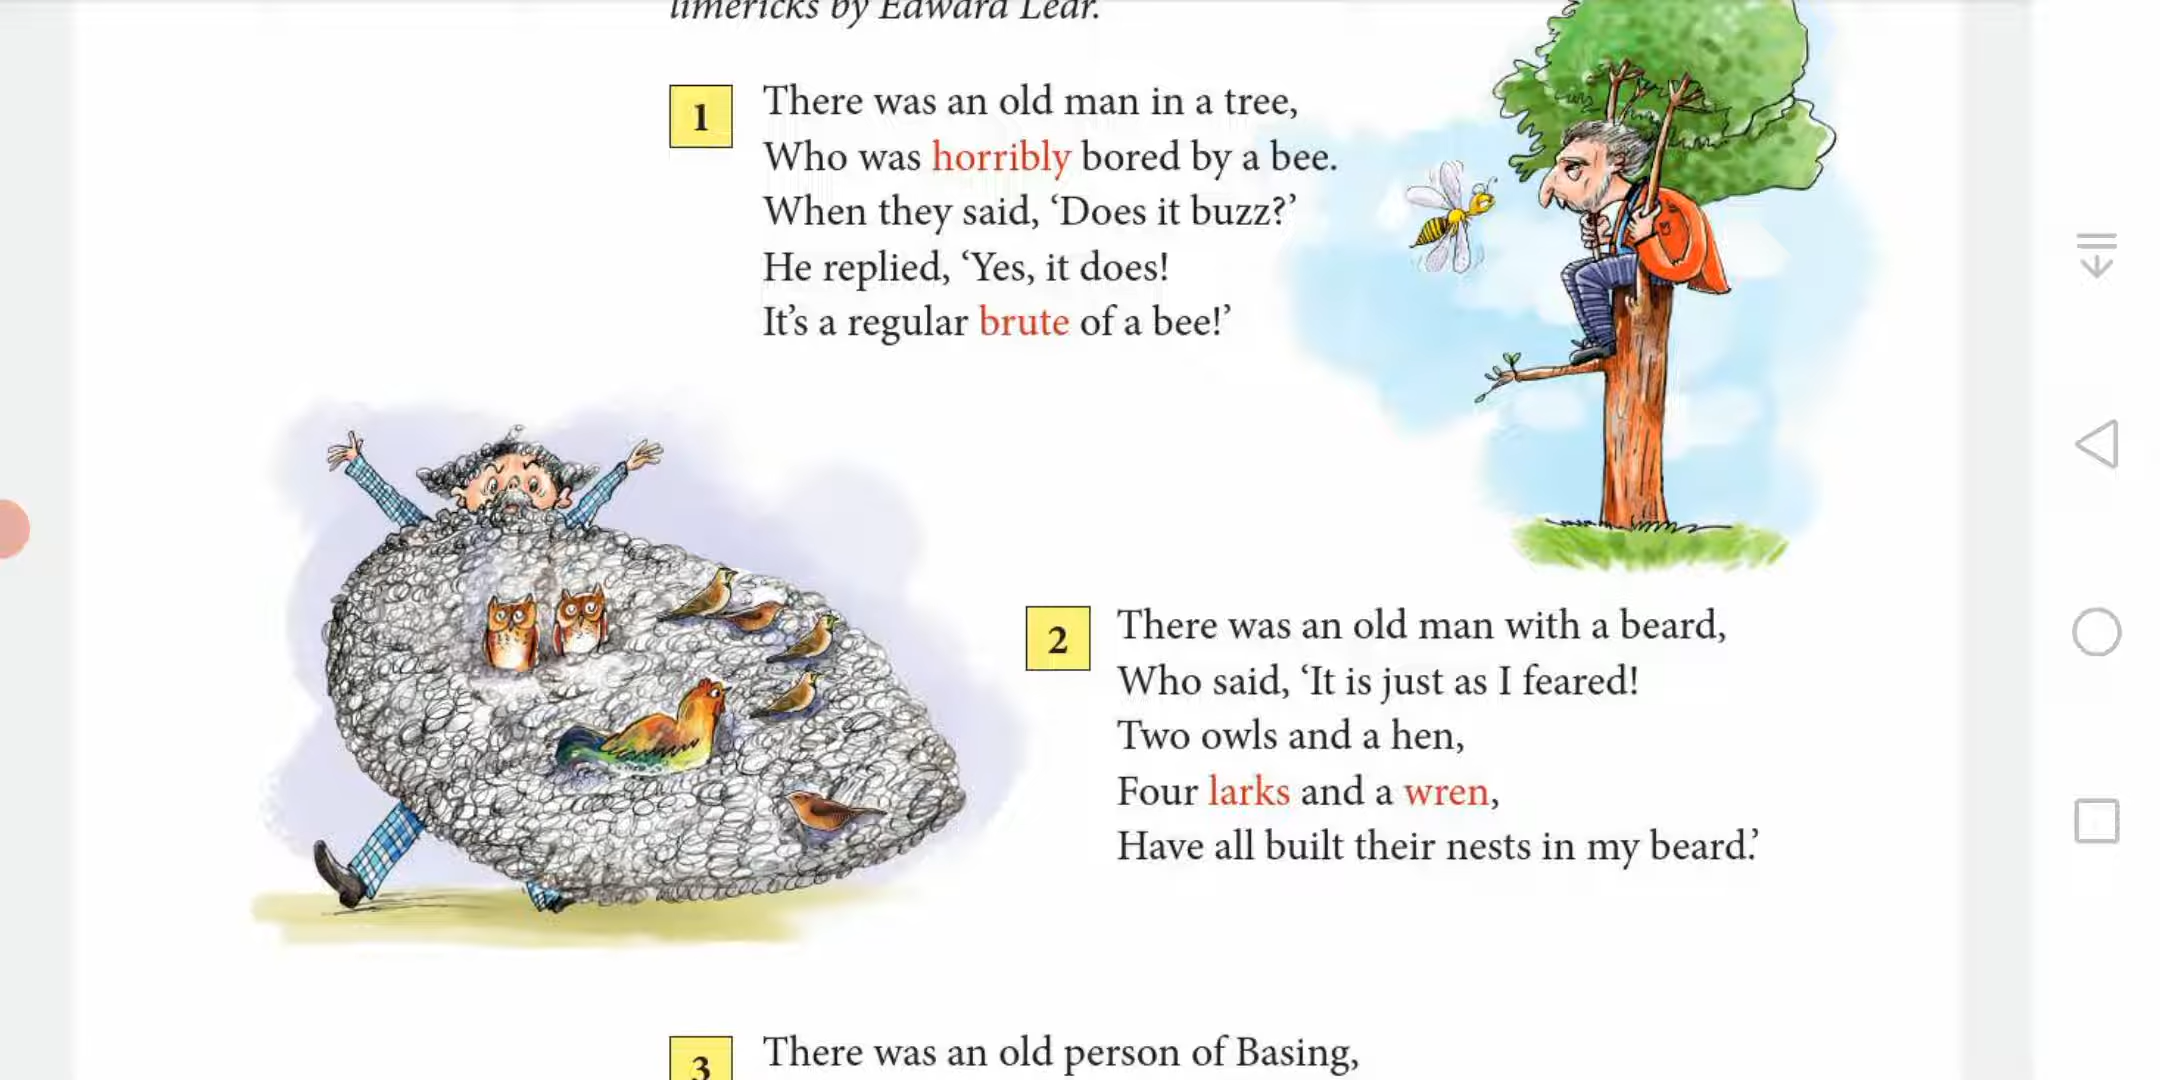 limericks by Edward Lear.
1
There was an old man in a tree,
Who was horribly bored by a bee.
When they said, ‘Does it buzz?’
He replied, ‘Yes, it does!
It’s a regular brute of a bee!’
2
There was an old man with a beard,
Who said, ‘It is just as I feared!
Two owls and a hen,
Four larks and a wren,
Have all built their nests in my beard.’
3
There was an old person of Basing,